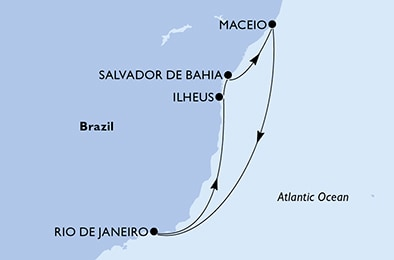 MACEIO
SALVADOR DE BAHIA
ILHEUS
Brazil
Atlantic Ocean
RIO DE JANEIRO